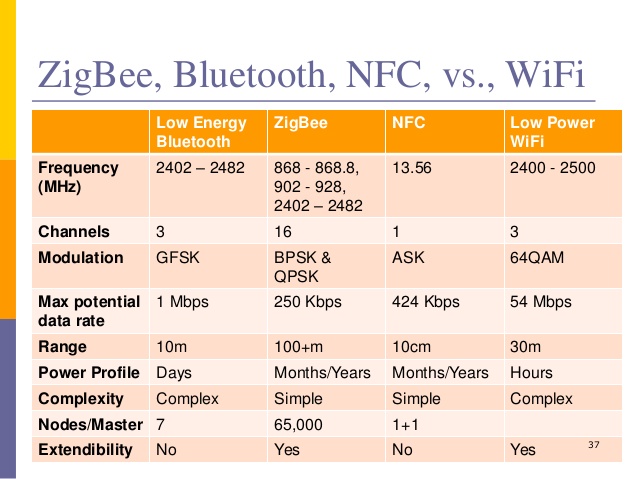 ZigBee, Bluetooth, NFC, vs., WiFi
Low Energy Bluetooth ZigBee NFC Low Power WiFi
Frequency (MHz) 2402 – 2482 868 - 868.8, 902 - 928, 2402 – 2482 13.56 2400 - 2500
Channels 3 16 1 3
Modulation GFSK BPSK & QPSK ASK 64QAM
Max potential data rate 1 Mbps 250 Kbps 424 Kbps 54 Mbps
Range 10m 100+m 10cm 30m
Power Profile Days Months/Years Months/Years Hours
Complexity Complex Simple Simple Complex
Nodes/Master 7 65,000 1+1
Extendibility No Yes No Yes
37